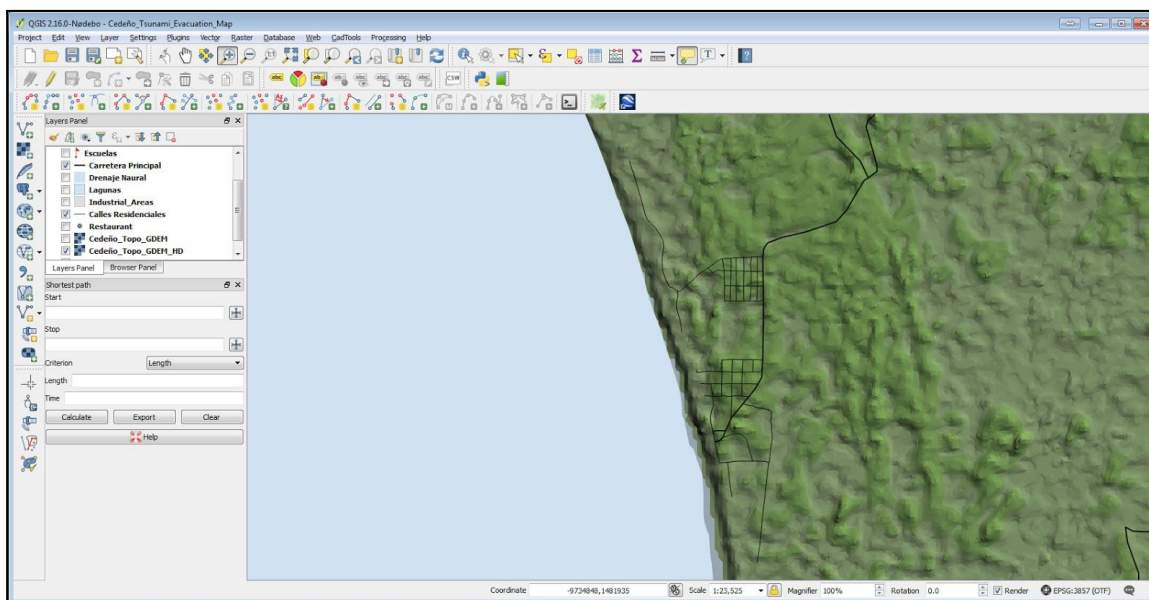 QGIS 2.16.0-Nødebo - Cedeño_Tsunami_Evacuation_Map
Project Edit View Layer Settings Plugins Vector Raster Database Web CadTools Processing Help
CSW
Layers Panel
Escuelas
Carretera Principal
Drenaje Naural
Lagunas
Industrial_Areas
Calles Residenciales
Restaurant
Cedeño_Topo_GDEM
Cedeño_Topo_GDEM_HD
Layers Panel Browser Panel
Shortest path
Start
Stop
Criterion Length
Length
Time
Calculate Export Clear
Help
Coordinate -9734848,1481935 Scale 1:23,525 Magnifier 100% Rotation 0.0 Render EPSG:3857 (OTF)